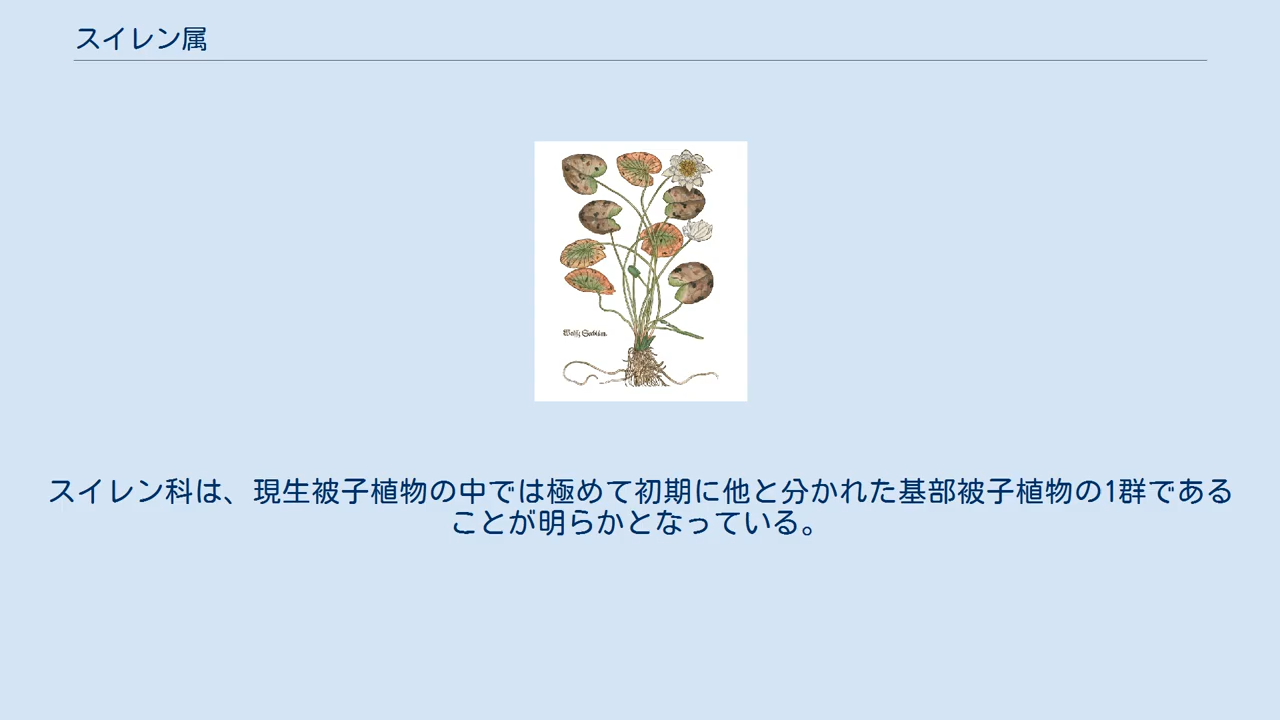 スイレン属
スイレン科は、現生被子植物の中では極めて初期に他と分かれた基部被子植物の1群である
ことが明らかとなっている。